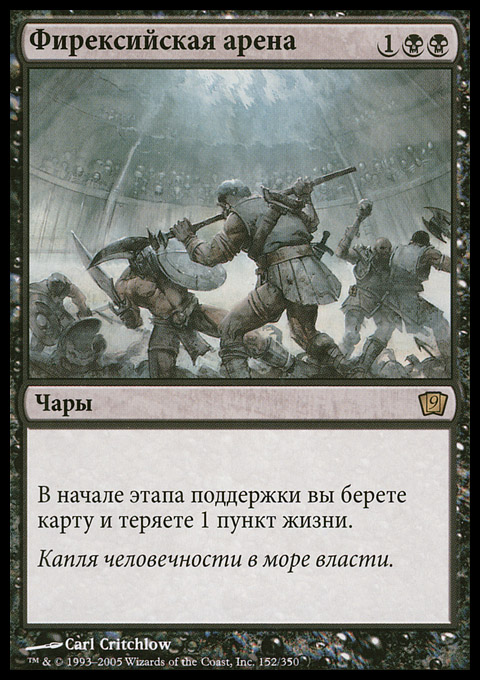 Фирексийская арена 1
Чары 9
В начале этапа поддержки вы берете
карту и теряете 1 пункт жизни.
Капля человечности в море власти.
Carl Critchlow
™ & © 1993–2005 Wizards of the Coast, Inc. 152/350